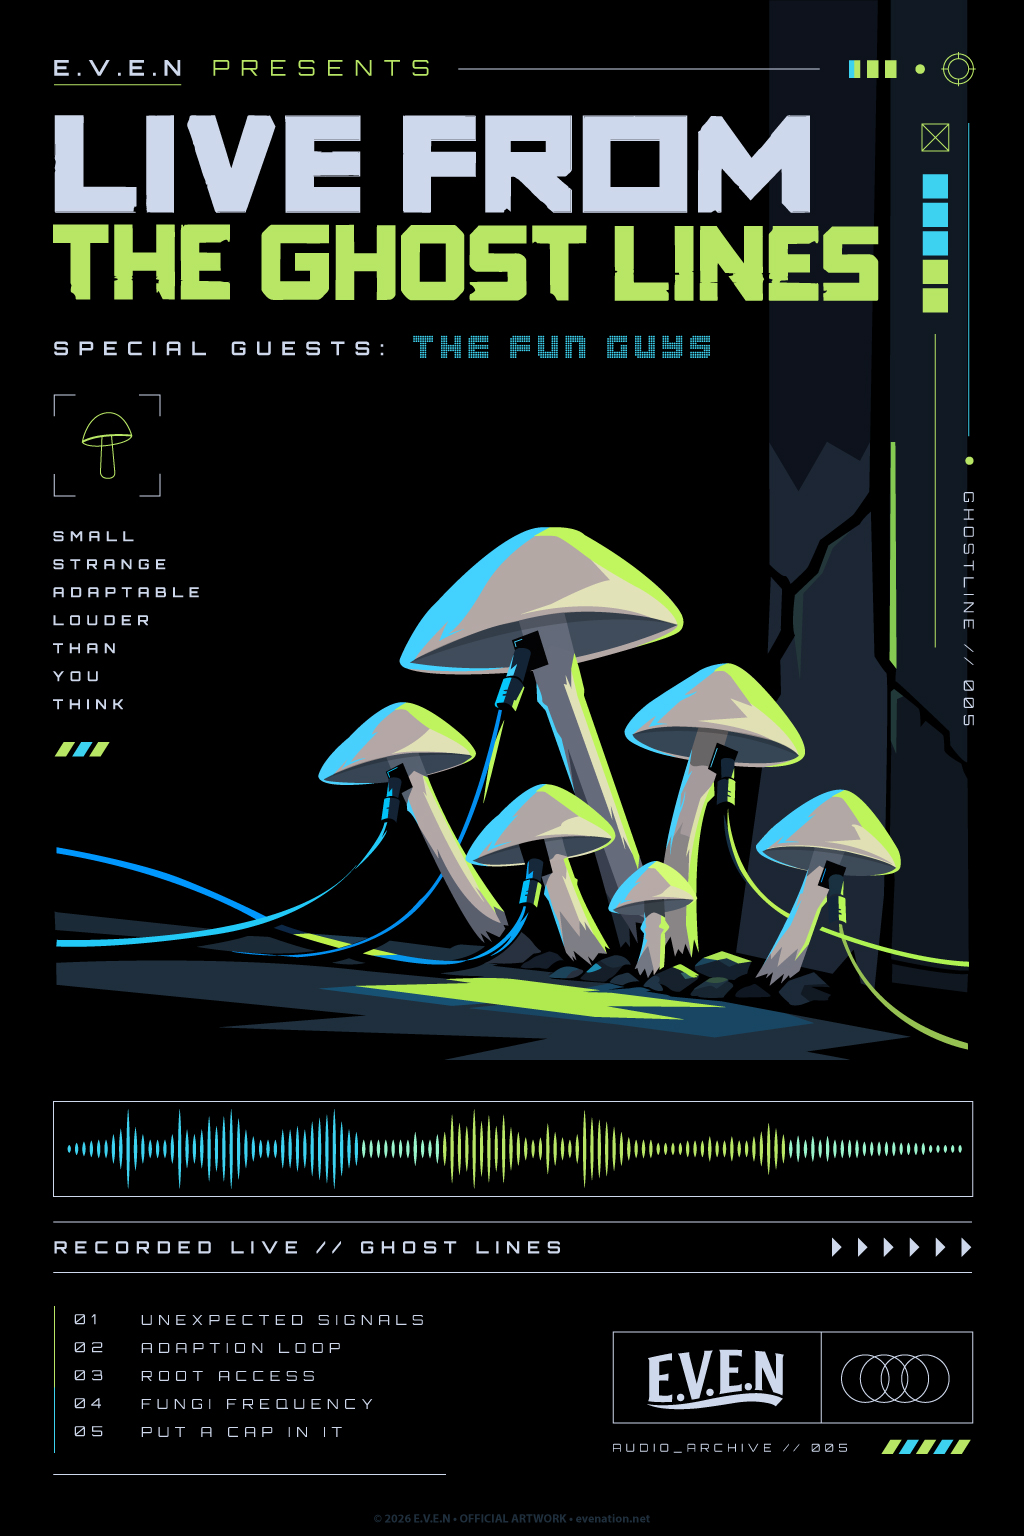 E.V.E.N PRESENTS
LIVE FROM
THE GHOST LINES
SPECIAL GUESTS: THE FUN GUYS
SMALL
STRANGE
ADAPTABLE
LOUDER
THAN
YOU
THINK
GHOSTLINE // 005
RECORDED LIVE // GHOST LINES
01 UNEXPECTED SIGNALS
02 ADAPTION LOOP
03 ROOT ACCESS
04 FUNGI FREQUENCY
05 PUT A CAP IN IT
E.V.E.N
AUDIO_ARCHIVE // 005
© 2026 E.V.E.N • OFFICIAL ARTWORK • evenation.net